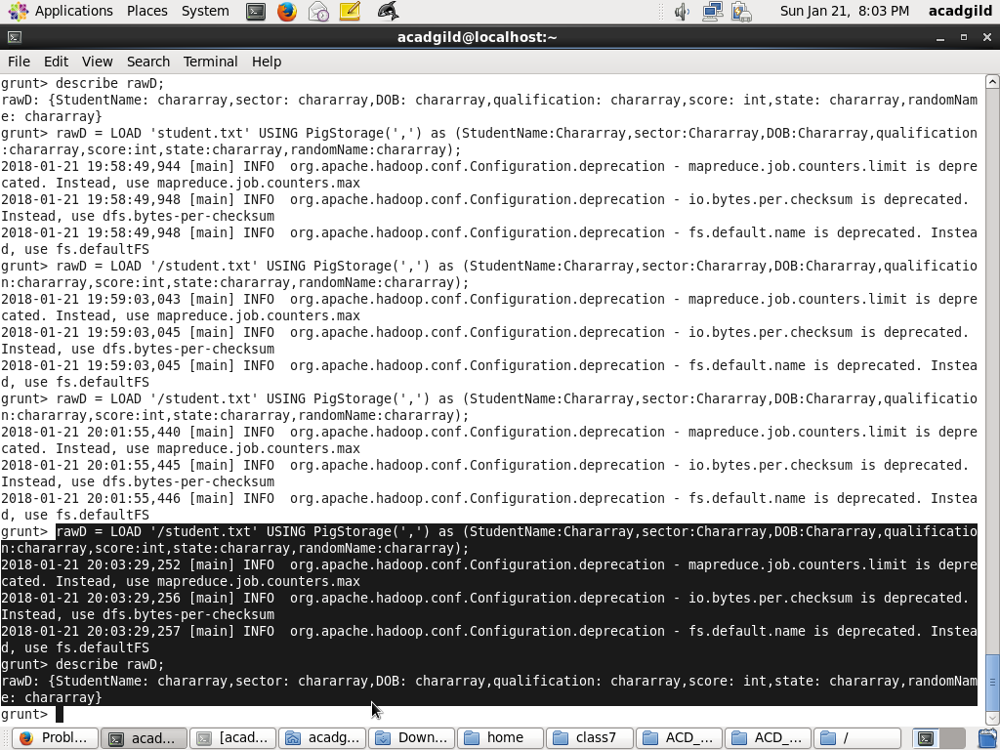 Applications Places System Sun Jan 21, 8:03 PM acadgild
acadgild@localhost:~
File Edit View Search Terminal Help
grunt> describe rawD;
rawD: {StudentName: chararray,sector: chararray,DOB: chararray,qualification: chararray,score: int,state: chararray,randomNam
e: chararray}
grunt> rawD = LOAD 'student.txt' USING PigStorage(',') as (StudentName:Chararray,sector:Chararray,DOB:Chararray,qualification
:chararray,score:int,state:chararray,randomName:chararray);
2018-01-21 19:58:49,944 [main] INFO  org.apache.hadoop.conf.Configuration.deprecation - mapreduce.job.counters.limit is depre
cated. Instead, use mapreduce.job.counters.max
2018-01-21 19:58:49,948 [main] INFO  org.apache.hadoop.conf.Configuration.deprecation - io.bytes.per.checksum is deprecated.
Instead, use dfs.bytes-per-checksum
2018-01-21 19:58:49,948 [main] INFO  org.apache.hadoop.conf.Configuration.deprecation - fs.default.name is deprecated. Instea
d, use fs.defaultFS
grunt> rawD = LOAD '/student.txt' USING PigStorage(',') as (StudentName:Chararray,sector:Chararray,DOB:Chararray,qualificatio
n:chararray,score:int,state:chararray,randomName:chararray);
2018-01-21 19:59:03,043 [main] INFO  org.apache.hadoop.conf.Configuration.deprecation - mapreduce.job.counters.limit is depre
cated. Instead, use mapreduce.job.counters.max
2018-01-21 19:59:03,045 [main] INFO  org.apache.hadoop.conf.Configuration.deprecation - io.bytes.per.checksum is deprecated.
Instead, use dfs.bytes-per-checksum
2018-01-21 19:59:03,045 [main] INFO  org.apache.hadoop.conf.Configuration.deprecation - fs.default.name is deprecated. Instea
d, use fs.defaultFS
grunt> rawD = LOAD '/student.txt' USING PigStorage(',') as (StudentName:Chararray,sector:Chararray,DOB:Chararray,qualificatio
n:chararray,score:int,state:chararray,randomName:chararray);
2018-01-21 20:01:55,440 [main] INFO  org.apache.hadoop.conf.Configuration.deprecation - mapreduce.job.counters.limit is depre
cated. Instead, use mapreduce.job.counters.max
2018-01-21 20:01:55,445 [main] INFO  org.apache.hadoop.conf.Configuration.deprecation - io.bytes.per.checksum is deprecated.
Instead, use dfs.bytes-per-checksum
2018-01-21 20:01:55,446 [main] INFO  org.apache.hadoop.conf.Configuration.deprecation - fs.default.name is deprecated. Instea
d, use fs.defaultFS
grunt> rawD = LOAD '/student.txt' USING PigStorage(',') as (StudentName:Chararray,sector:Chararray,DOB:Chararray,qualificatio
n:chararray,score:int,state:chararray,randomName:chararray);
2018-01-21 20:03:29,252 [main] INFO  org.apache.hadoop.conf.Configuration.deprecation - mapreduce.job.counters.limit is depre
cated. Instead, use mapreduce.job.counters.max
2018-01-21 20:03:29,256 [main] INFO  org.apache.hadoop.conf.Configuration.deprecation - io.bytes.per.checksum is deprecated.
Instead, use dfs.bytes-per-checksum
2018-01-21 20:03:29,257 [main] INFO  org.apache.hadoop.conf.Configuration.deprecation - fs.default.name is deprecated. Instea
d, use fs.defaultFS
grunt> describe rawD;
rawD: {StudentName: chararray,sector: chararray,DOB: chararray,qualification: chararray,score: int,state: chararray,randomNam
e: chararray}
grunt>
Probl... acad... [acad... acadg... Down... home class7 ACD_... ACD_... /